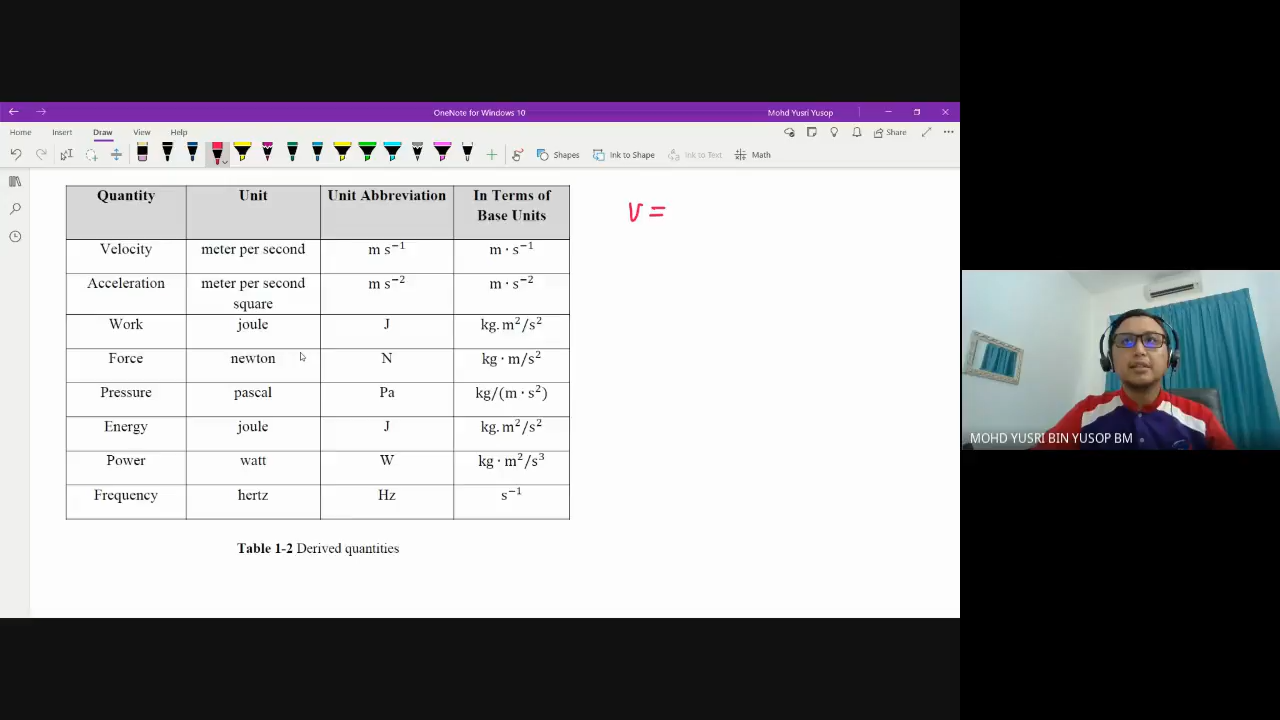 OneNote for Windows 10
Mohd Yusri Yusop
Home Insert Draw View Help
Share
Shapes Ink to Shape Ink to Text Math
Quantity Unit Unit Abbreviation In Terms of
Base Units
Velocity meter per second m s⁻¹ m · s⁻¹
Acceleration meter per second m s⁻² m · s⁻²
square
Work joule J kg. m²/s²
Force newton N kg · m/s²
Pressure pascal Pa kg/(m · s²)
Energy joule J kg. m²/s²
Power watt W kg · m²/s³
Frequency hertz Hz s⁻¹
Table 1-2 Derived quantities
v =
MOHD YUSRI BIN YUSOP BM